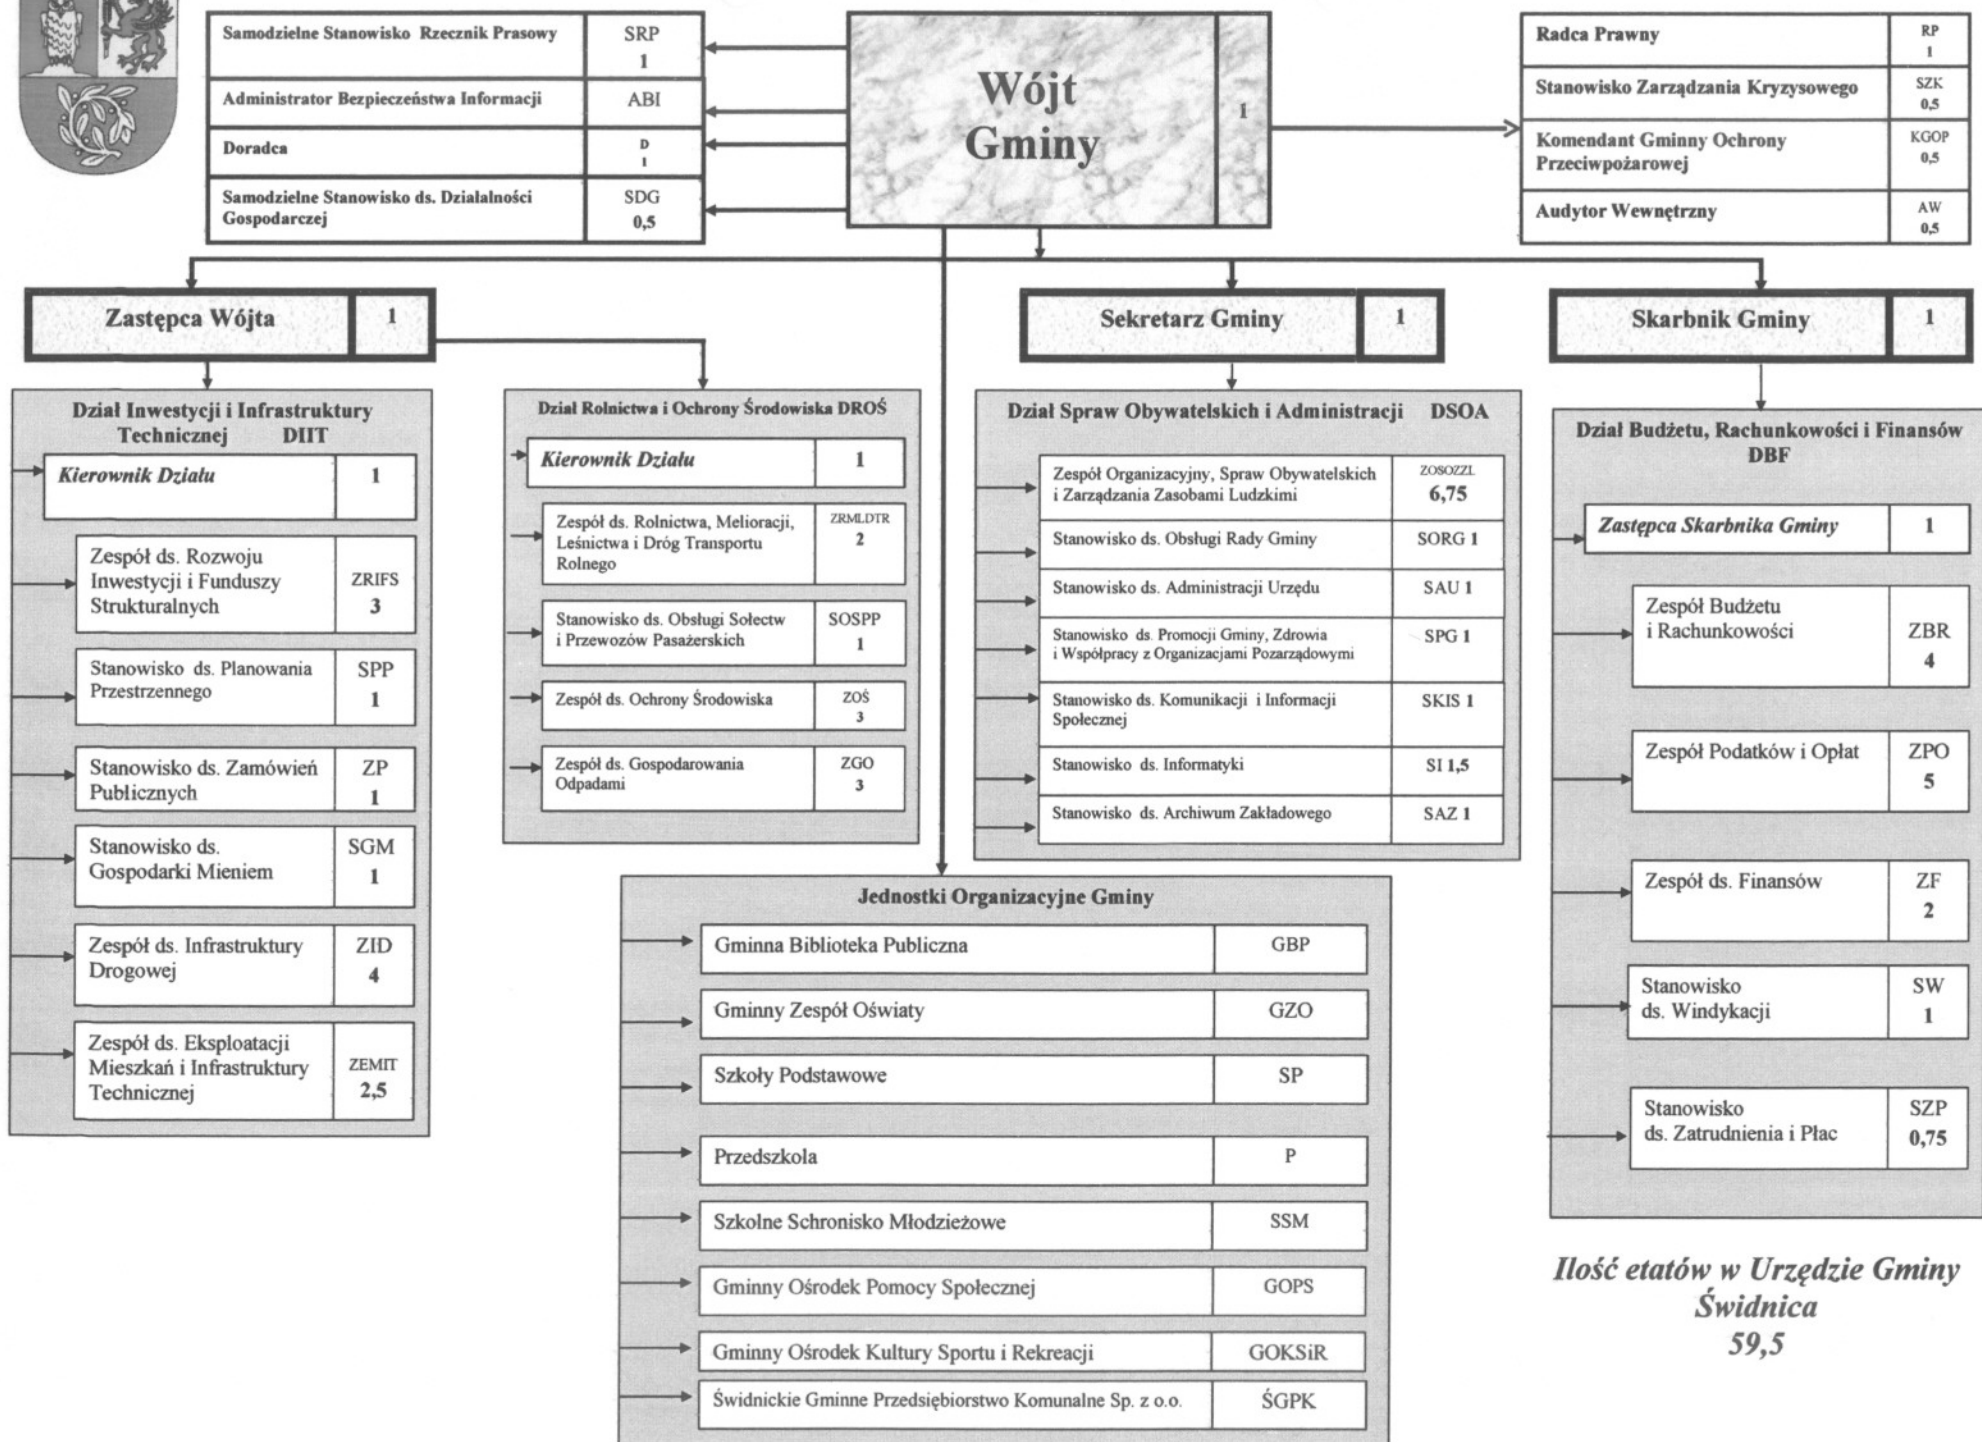 Samodzielne Stanowisko Rzecznik Prasowy
SRP
1
Administrator Bezpieczeństwa Informacji
ABI
Doradca
D
1
Samodzielne Stanowisko ds. Działalności
Gospodarczej
SDG
0,5
Wójt
Gminy
1
Radca Prawny
RP
1
Stanowisko Zarządzania Kryzysowego
SZK
0,5
Komendant Gminny Ochrony
Przeciwpożarowej
KGOP
0,5
Audytor Wewnętrzny
AW
0,5
Zastępca Wójta
1
Sekretarz Gminy
1
Skarbnik Gminy
1
Dział Inwestycji i Infrastruktury
Technicznej DIIT
Kierownik Działu
1
Zespół ds. Rozwoju
Inwestycji i Funduszy
Strukturalnych
ZRIFS
3
Stanowisko ds. Planowania
Przestrzennego
SPP
1
Stanowisko ds. Zamówień
Publicznych
ZP
1
Stanowisko ds.
Gospodarki Mieniem
SGM
1
Zespół ds. Infrastruktury
Drogowej
ZID
4
Zespół ds. Eksploatacji
Mieszkań i Infrastruktury
Technicznej
ZEMIT
2,5
Dział Rolnictwa i Ochrony Środowiska DROŚ
Kierownik Działu
1
Zespół ds. Rolnictwa, Melioracji,
Leśnictwa i Dróg Transportu
Rolnego
ZRMLDTR
2
Stanowisko ds. Obsługi Sołectw
i Przewozów Pasażerskich
SOSPP
1
Zespół ds. Ochrony Środowiska
ZOŚ
3
Zespół ds. Gospodarowania
Odpadami
ZGO
3
Dział Spraw Obywatelskich i Administracji DSOA
Zespół Organizacyjny, Spraw Obywatelskich
i Zarządzania Zasobami Ludzkimi
ZOSOZZL
6,75
Stanowisko ds. Obsługi Rady Gminy
SORG 1
Stanowisko ds. Administracji Urzędu
SAU 1
Stanowisko ds. Promocji Gminy, Zdrowia
i Współpracy z Organizacjami Pozarządowymi
SPG 1
Stanowisko ds. Komunikacji i Informacji
Społecznej
SKIS 1
Stanowisko ds. Informatyki
SI 1,5
Stanowisko ds. Archiwum Zakładowego
SAZ 1
Dział Budżetu, Rachunkowości i Finansów
DBF
Zastępca Skarbnika Gminy
1
Zespół Budżetu
i Rachunkowości
ZBR
4
Zespół Podatków i Opłat
ZPO
5
Zespół ds. Finansów
ZF
2
Stanowisko
ds. Windykacji
SW
1
Stanowisko
ds. Zatrudnienia i Płac
SZP
0,75
Jednostki Organizacyjne Gminy
Gminna Biblioteka Publiczna
GBP
Gminny Zespół Oświaty
GZO
Szkoły Podstawowe
SP
Przedszkola
P
Szkolne Schronisko Młodzieżowe
SSM
Gminny Ośrodek Pomocy Społecznej
GOPS
Gminny Ośrodek Kultury Sportu i Rekreacji
GOKSiR
Świdnickie Gminne Przedsiębiorstwo Komunalne Sp. z o.o.
ŚGPK
Ilość etatów w Urzędzie Gminy
Świdnica
59,5